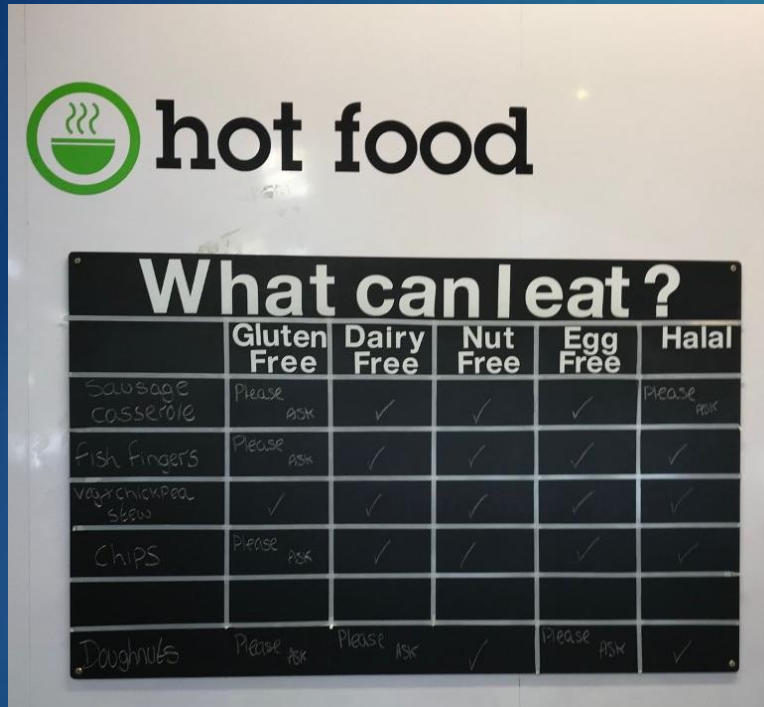 hot food
What can I eat?
Gluten Free Dairy Free Nut Free Egg Free Halal
Sausage casserole Please ASK ✓ ✓ ✓ Please ASK
fish fingers Please ASK ✓ ✓ ✓ ✓
veg + chickpea stew ✓ ✓ ✓ ✓ ✓
CHIPS Please ASK ✓ ✓ ✓ ✓
Doughnuts Please ASK Please ASK ✓ Please ASK ✓